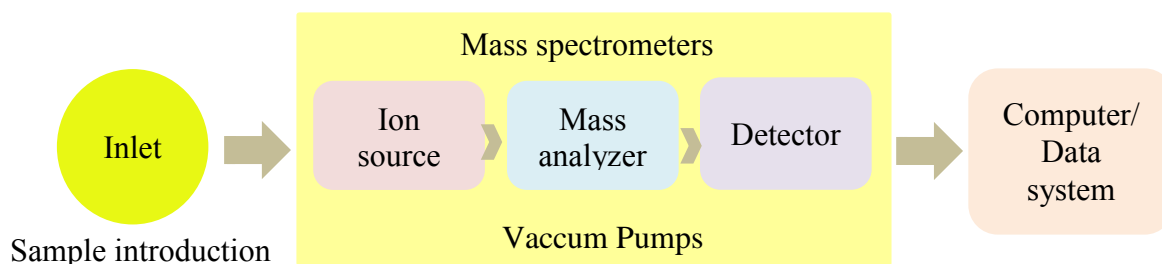 Inlet
Sample introduction
Mass spectrometers
Ion
source
Mass
analyzer
Detector
Vaccum Pumps
Computer/
Data
system